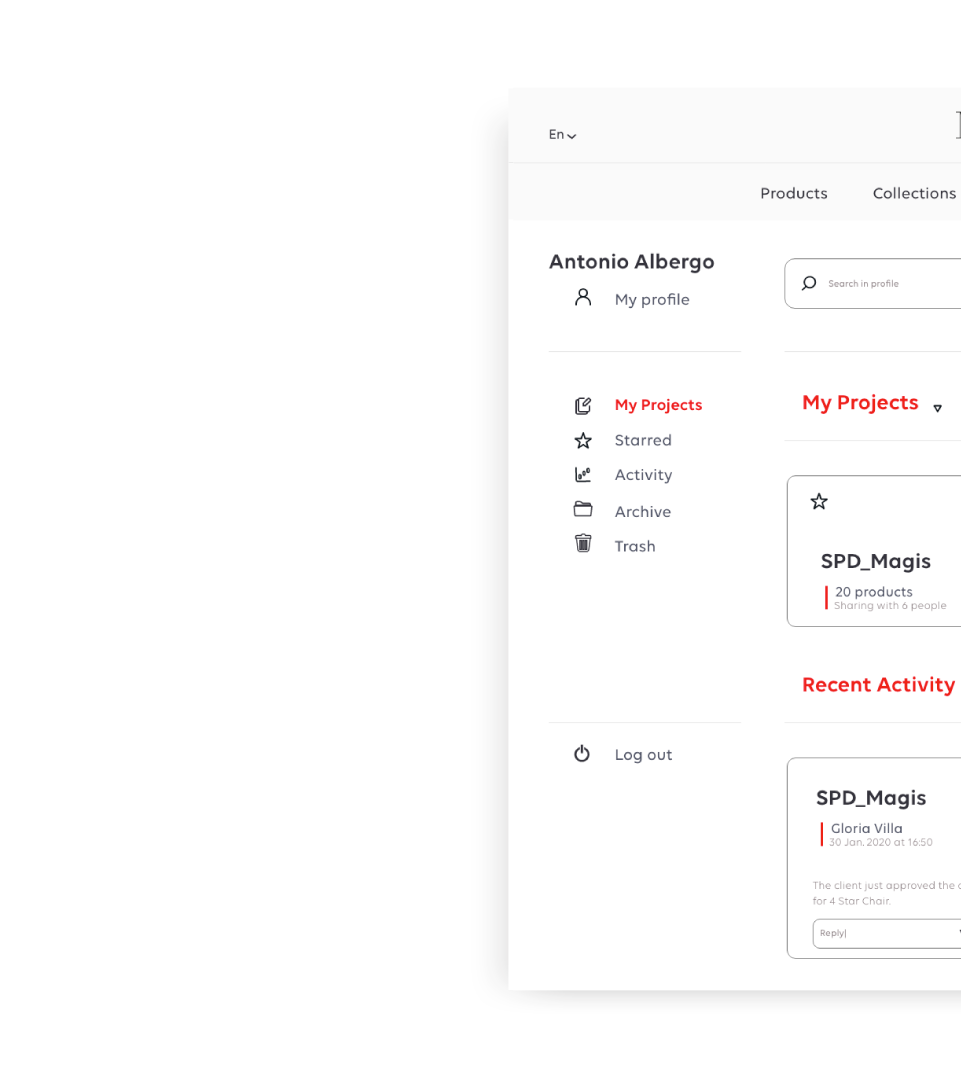 En
Products Collections
Antonio Albergo
My profile
Search in profile
My Projects
Starred
Activity
Archive
Trash
Log out
My Projects
SPD_Magis
20 products
Sharing with 6 people
Recent Activity
SPD_Magis
Gloria Villa
30 Jan. 2020 at 16:50
The client just approved the
for 4 Star Chair.
Reply